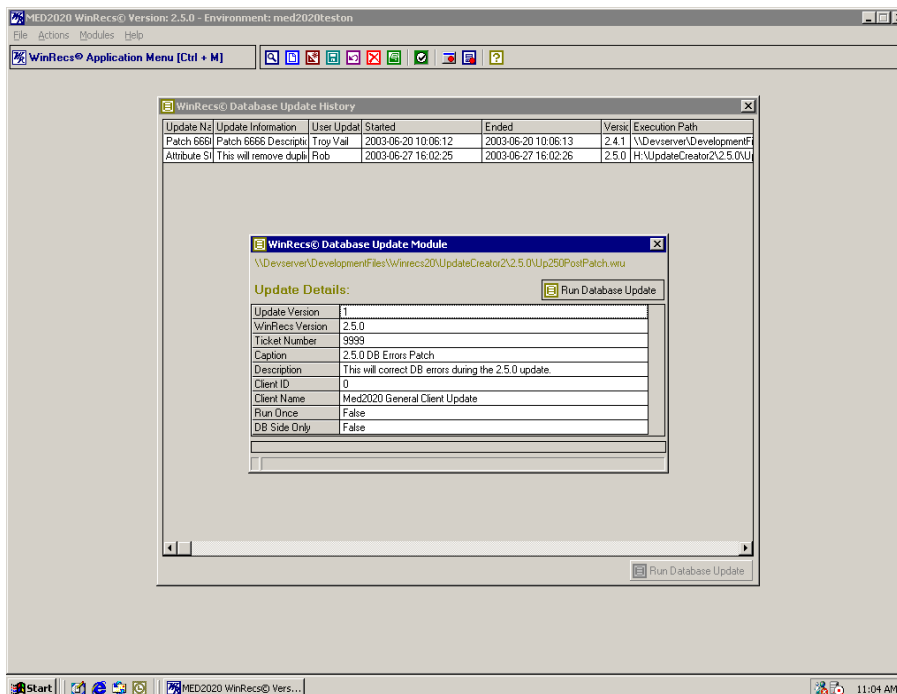 MED2020 WinRecs© Version: 2.5.0 - Environment: med2020teston
File Actions Modules Help
WinRecs® Application Menu [Ctrl + M]
WinRecs© Database Update History
Update Na Update Information User Updat Started Ended Versic Execution Path
Patch 666 Patch 6666 Descriptic Troy Vail 2003-06-20 10:06:12 2003-06-20 10:06:13 2.4.1 \\Devserver\DevelopmentFi
Attribute Sl This will remove dupli Rob 2003-06-27 16:02:25 2003-06-27 16:02:26 2.5.0 H:\UpdateCreator2\2.5.0\Up
WinRecs© Database Update Module
\\Devserver\DevelopmentFiles\Winrecs20\UpdateCreator2\2.5.0\Up250PostPatch.wru
Update Details: Run Database Update
Update Version 1
WinRecs Version 2.5.0
Ticket Number 9999
Caption 2.5.0 DB Errors Patch
Description This will correct DB errors during the 2.5.0 update.
Client ID 0
Client Name Med2020 General Client Update
Run Once False
DB Side Only False
Run Database Update
Start MED2020 WinRecs© Vers... 11:04 AM